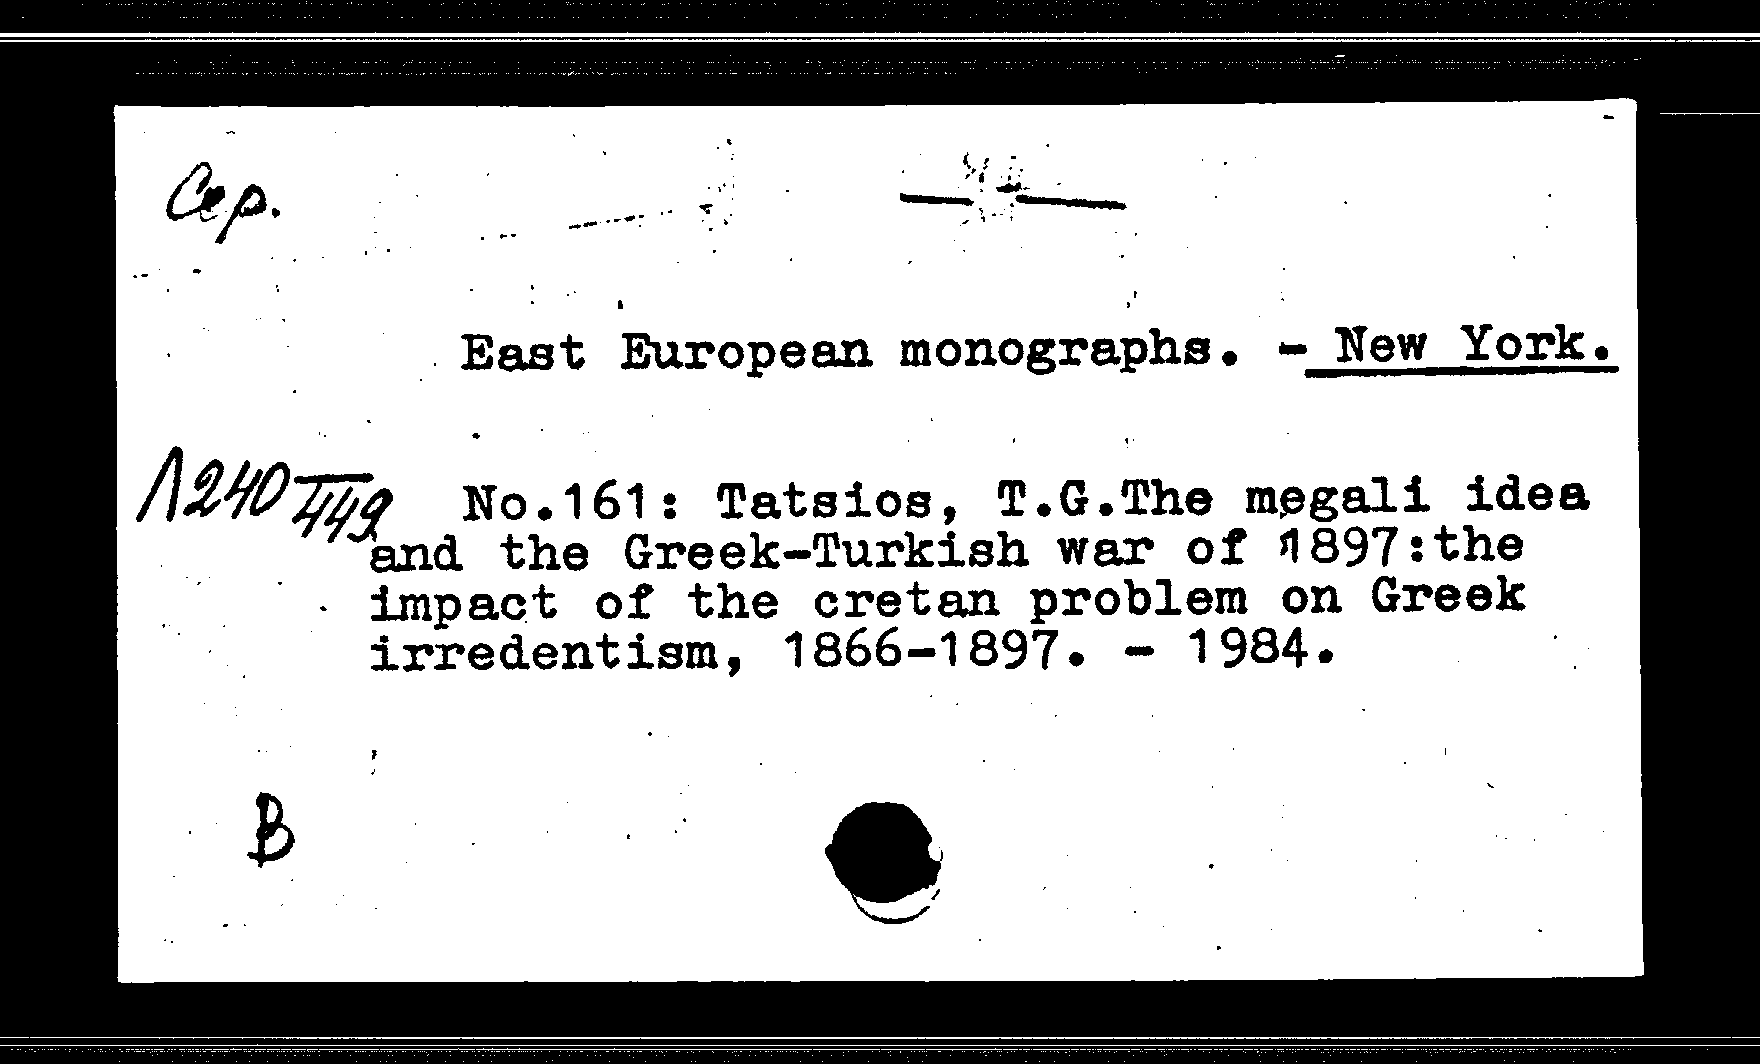 Сер.
East European monographs. - New York.
Л240/449 No.161: Tatsios, T.G.The megali idea
and the Greek-Turkish war of 1897:the
impact of the cretan problem on Greek
irredentism, 1866-1897. - 1984.
В